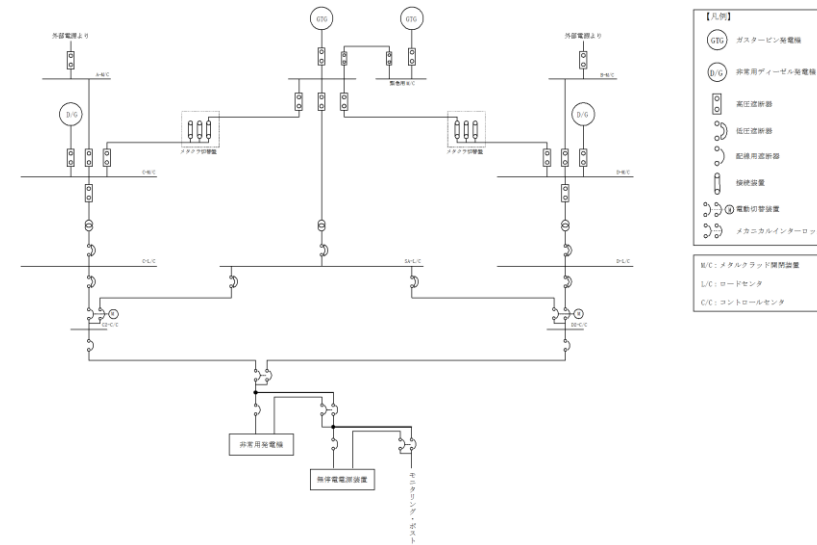 GTG
GTG
外部電源より
外部電源より
A-M/C
緊急用M/C
B-M/C
D/G
D/G
メタクラ切替盤
メタクラ切替盤
C-M/C
D-M/C
C-L/C
SA-L/C
D-L/C
M
M
非常用発電機
無停電電源装置
モニタリング・ポスト
【凡例】
GTG ガスタービン発電機
D/G 非常用ディーゼル発電機
高圧遮断器
低圧遮断器
配線用遮断器
接続装置
M 電動切替装置
メカニカルインターロッ
M/C:メタルクラッド開閉装置
L/C:ロードセンタ
C/C:コントロールセンタ